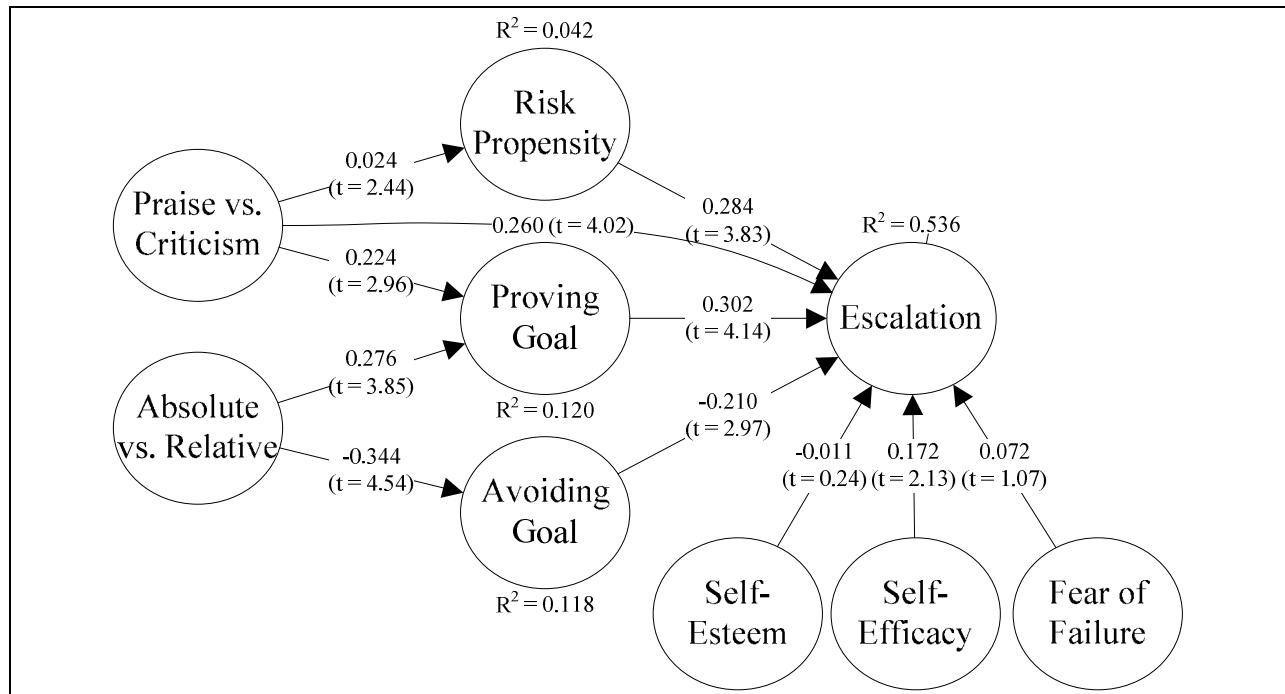 R² = 0.042
Risk
Propensity
0.024
(t = 2.44)
Praise vs.
Criticism
0.284
(t = 3.83)
0.260 (t = 4.02)
R² = 0.536
0.224
(t = 2.96)
Proving
Goal
0.302
(t = 4.14)
Escalation
0.276
(t = 3.85)
R² = 0.120
Absolute
vs. Relative
-0.210
(t = 2.97)
-0.344
(t = 4.54)
Avoiding
Goal
R² = 0.118
-0.011
(t = 0.24)
0.172
(t = 2.13)
0.072
(t = 1.07)
Self-
Esteem
Self-
Efficacy
Fear of
Failure